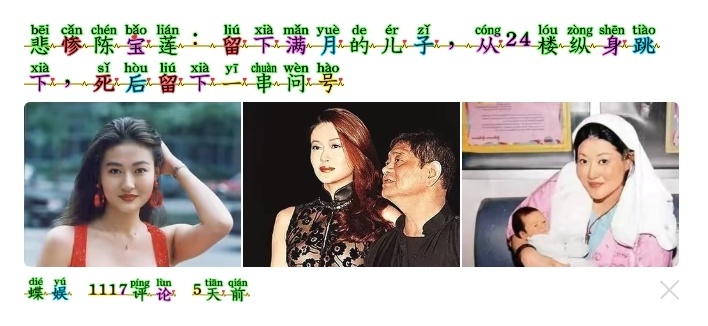 bēi cǎn chén bǎo lián liú xià mǎn yuè de ér zǐ cóng lóu zòng shēn tiào
悲惨陈宝莲：留下满月的儿子，从24楼纵身跳
xià sǐ hòu liú xià yī chuàn wèn hào
下，死后留下一串问号
dié yú píng lùn tiān qián
蝶娱 1117评论 5天前